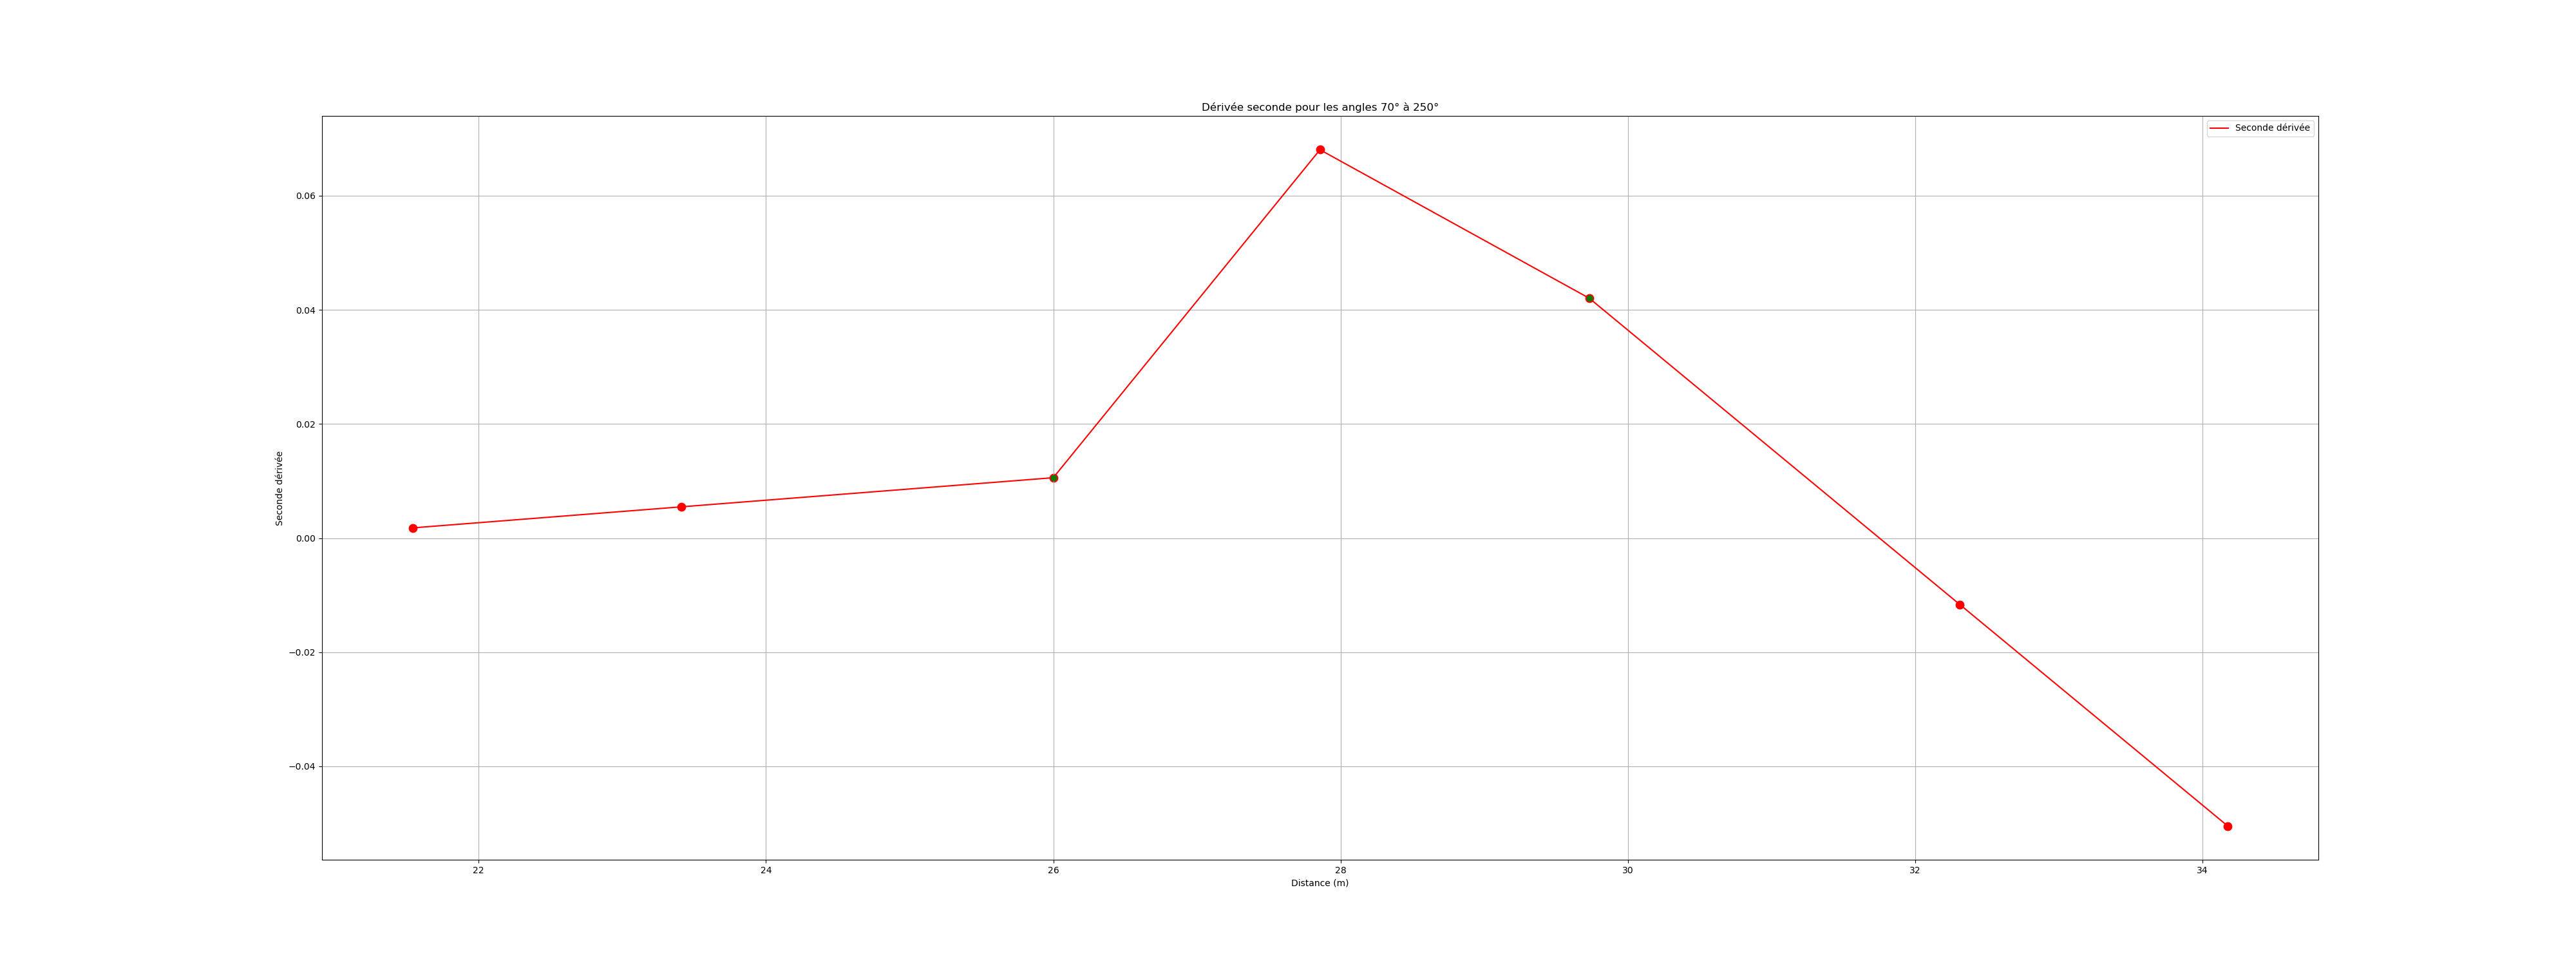 Dérivée seconde pour les angles 70° à 250°
Seconde dérivée
0.06
0.04
0.02
0.00
−0.02
−0.04
Seconde dérivée
22 24 26 28 30 32 34
Distance (m)